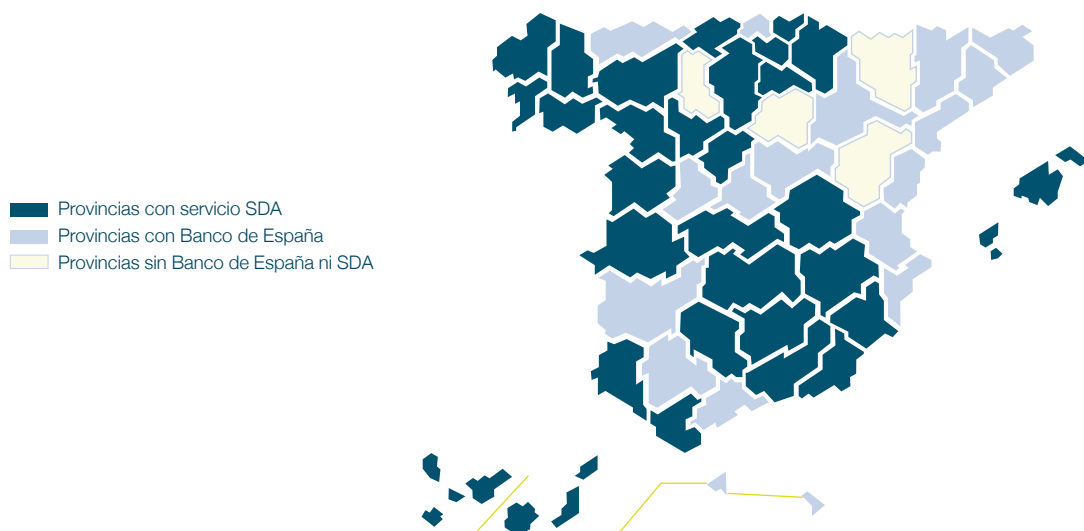 Provincias con servicio SDA
Provincias con Banco de España
Provincias sin Banco de España ni SDA